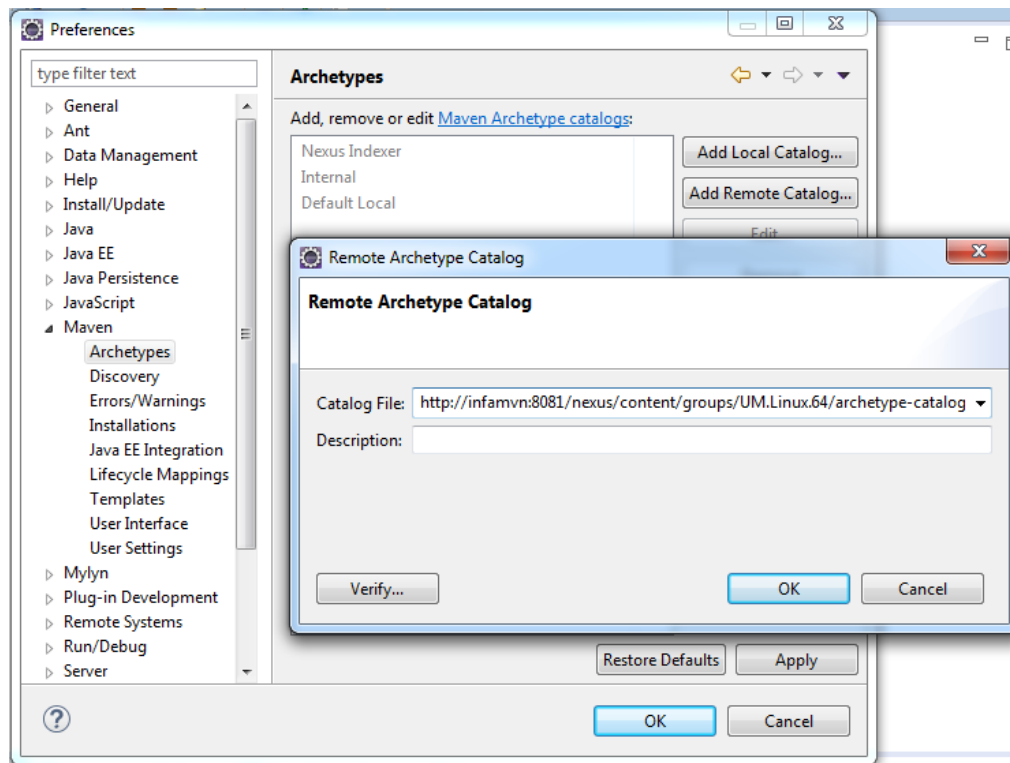 Preferences
type filter text
General
Ant
Data Management
Help
Install/Update
Java
Java EE
Java Persistence
JavaScript
Maven
Archetypes
Discovery
Errors/Warnings
Installations
Java EE Integration
Lifecycle Mappings
Templates
User Interface
User Settings
Mylyn
Plug-in Development
Remote Systems
Run/Debug
Server
Archetypes
Add, remove or edit Maven Archetype catalogs:
Nexus Indexer
Internal
Default Local
Add Local Catalog...
Add Remote Catalog...
Edit
Remote Archetype Catalog
Remote Archetype Catalog
Catalog File: http://infamvn:8081/nexus/content/groups/UM.Linux.64/archetype-catalog
Description:
Verify...
OK
Cancel
Restore Defaults
Apply
?
OK
Cancel